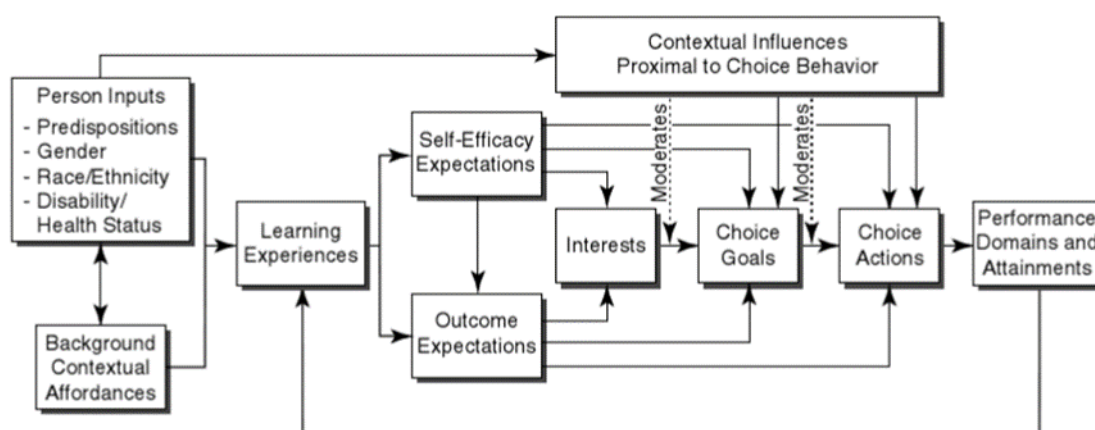 Contextual Influences
Proximal to Choice Behavior
Person Inputs
- Predispositions
- Gender
- Race/Ethnicity
- Disability/
Health Status
Self-Efficacy
Expectations
Moderates
Moderates
Learning
Experiences
Interests
Choice
Goals
Choice
Actions
Performance
Domains and
Attainments
Background
Contextual
Affordances
Outcome
Expectations